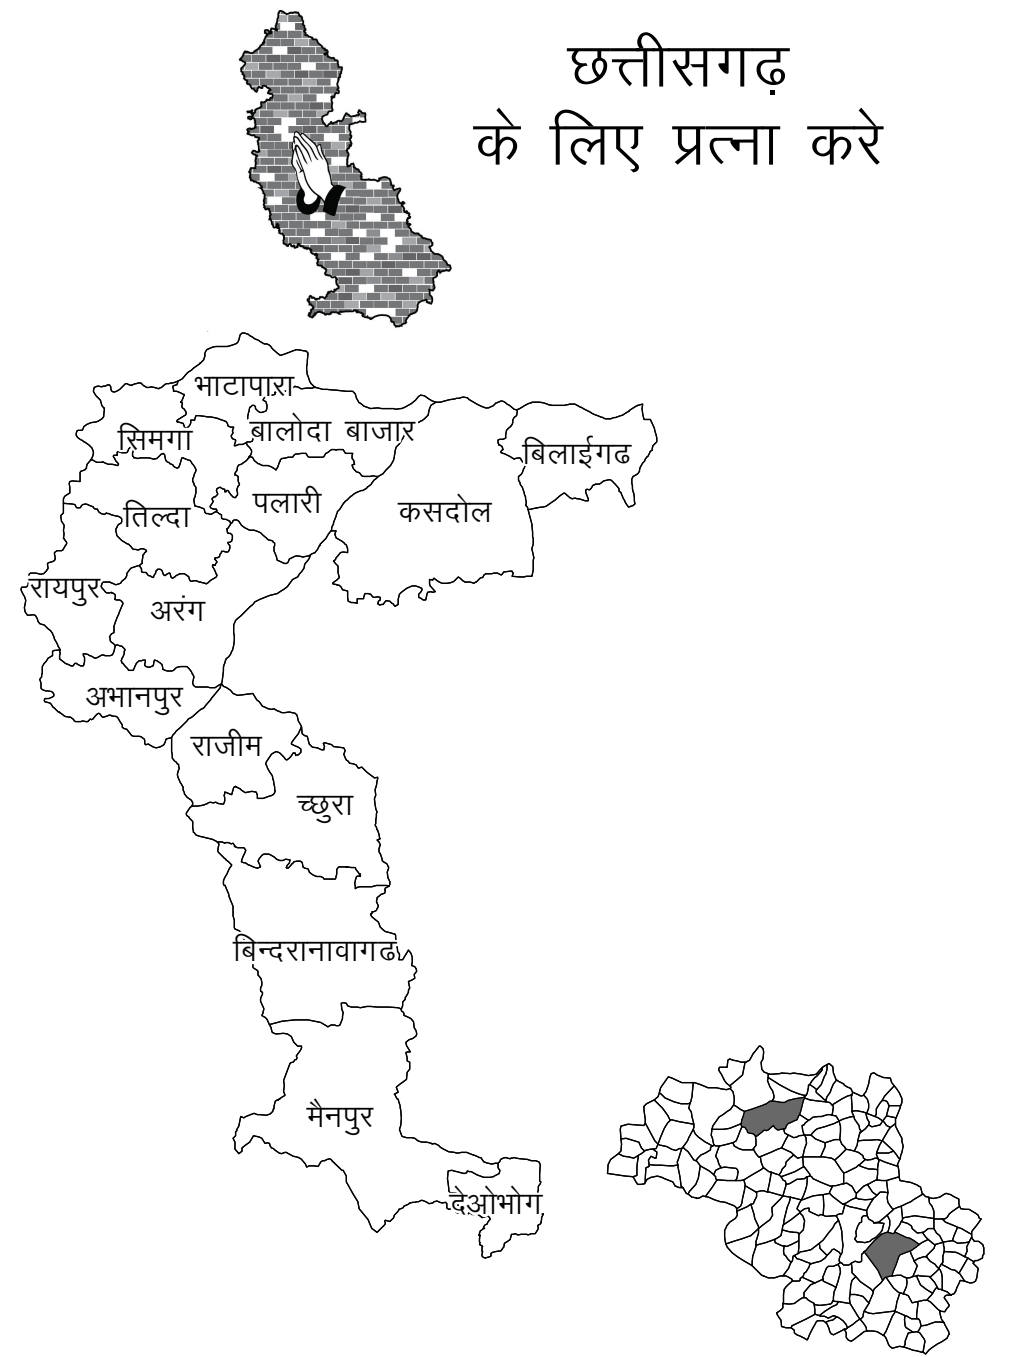 छत्तीसगढ़
के लिए प्रत्ना करे
भाटापारा
सिमगा
बालोदा बाजार
बिलाईगढ
पलारी
कसदोल
तिल्दा
रायपुर
अरंग
अभानपुर
राजीम
च्छुरा
बिन्दरानावागढ
मैनपुर
देओभोग